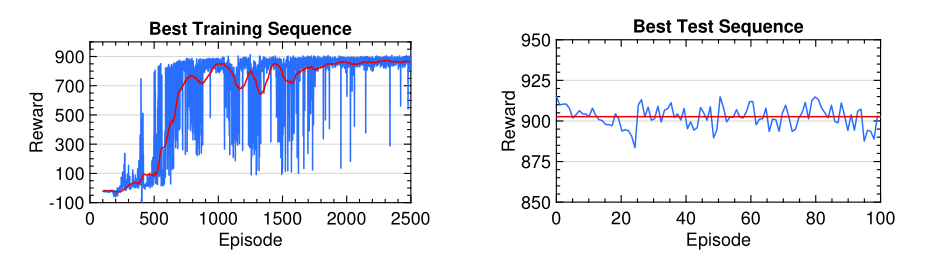 Best Training Sequence
900
700
500
300
100
-100
Reward
0 500 1000 1500 2000 2500
Episode
Best Test Sequence
950
925
900
875
850
Reward
0 20 40 60 80 100
Episode